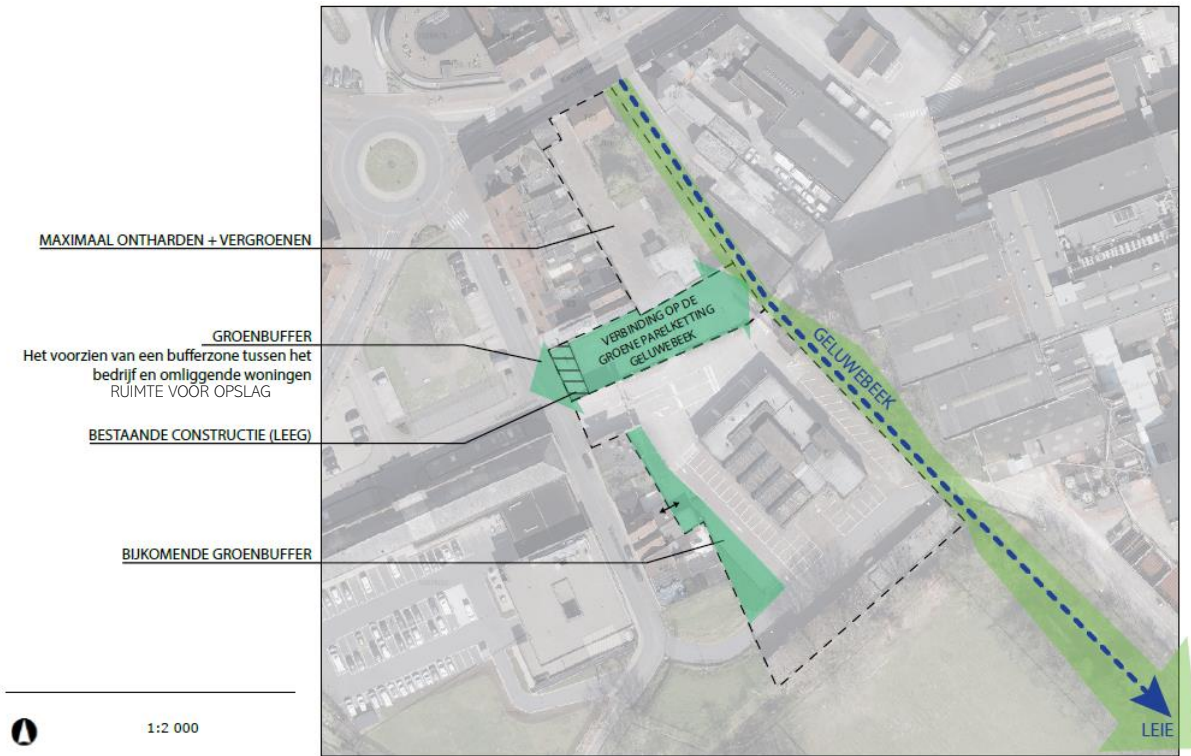 MAXIMAAL ONTHARDEN + VERGROENEN
GROENBUFFER
Het voorzien van een bufferzone tussen het
bedrijf en omliggende woningen
RUIMTE VOOR OPSLAG
BESTAANDE CONSTRUCTIE (LEEG)
BIJKOMENDE GROENBUFFER
1:2 000
VERBINDING OP DE
GROENE PARELKETTING
GELUWEBEEK
GELUWEBEEK
LEIE